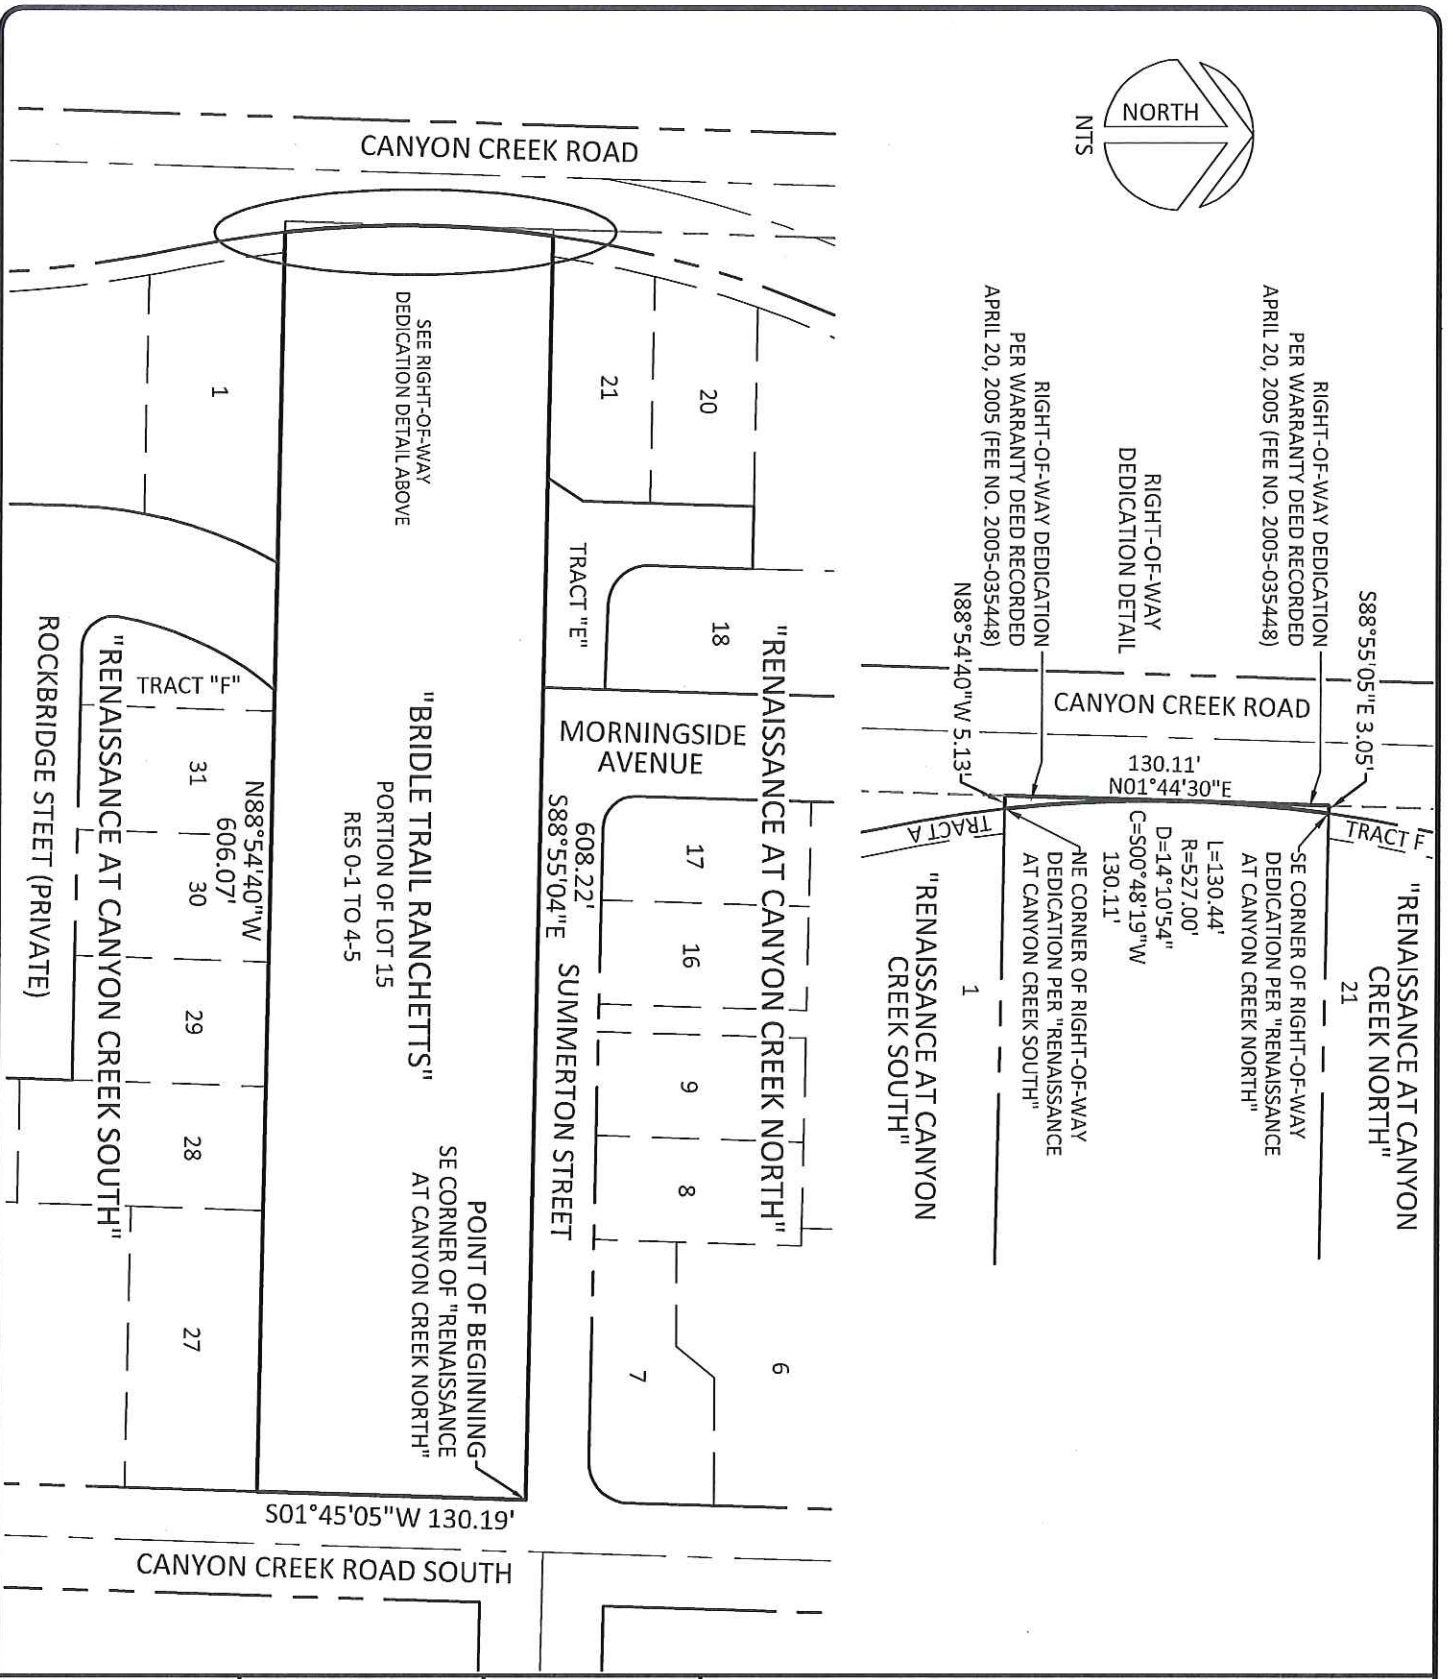 NORTH
NTS
S88°55'05"E 3.05'
RIGHT-OF-WAY DEDICATION
PER WARRANTY DEED RECORDED
APRIL 20, 2005 (FEE NO. 2005-035448)
RIGHT-OF-WAY
DEDICATION DETAIL
RIGHT-OF-WAY DEDICATION
PER WARRANTY DEED RECORDED
APRIL 20, 2005 (FEE NO. 2005-035448)
N88°54'40"W 5.13'
CANYON CREEK ROAD
130.11'
N01°44'30"E
TRACT F
TRACT A
"RENAISSANCE AT CANYON
CREEK NORTH"
21
SE CORNER OF RIGHT-OF-WAY
DEDICATION PER "RENAISSANCE
AT CANYON CREEK NORTH"
L=130.44'
R=527.00'
D=14°10'54"
C=S00°48'19"W
130.11'
NE CORNER OF RIGHT-OF-WAY
DEDICATION PER "RENAISSANCE
AT CANYON CREEK SOUTH"
1
"RENAISSANCE AT CANYON
CREEK SOUTH"
CANYON CREEK ROAD
20
21
SEE RIGHT-OF-WAY
DEDICATION DETAIL ABOVE
1
18
TRACT "E"
"RENAISSANCE AT CANYON CREEK NORTH"
MORNINGSIDE
AVENUE
17
16
9
8
6
7
608.22'
S88°55'04"E
SUMMERTON STREET
"BRIDLE TRAIL RANCHETTS"
PORTION OF LOT 15
RES 0-1 TO 4-5
POINT OF BEGINNING
SE CORNER OF "RENAISSANCE
AT CANYON CREEK NORTH"
N88°54'40"W
606.07'
TRACT "F"
31
30
29
28
27
"RENAISSANCE AT CANYON CREEK SOUTH"
ROCKBRIDGE STEET (PRIVATE)
S01°45'05"W 130.19'
CANYON CREEK ROAD SOUTH